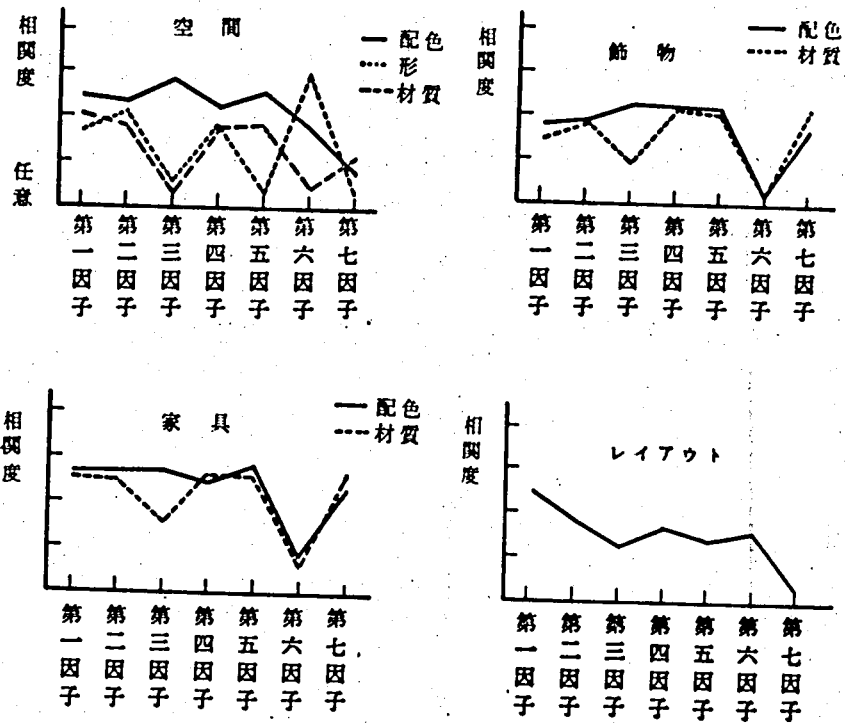 空間
相関度
任意
配色
形
材質
第一因子
第二因子
第三因子
第四因子
第五因子
第六因子
第七因子
飾物
相関度
配色
材質
第一因子
第二因子
第三因子
第四因子
第五因子
第六因子
第七因子
家具
相関度
配色
材質
第一因子
第二因子
第三因子
第四因子
第五因子
第六因子
第七因子
レイアウト
相関度
第一因子
第二因子
第三因子
第四因子
第五因子
第六因子
第七因子